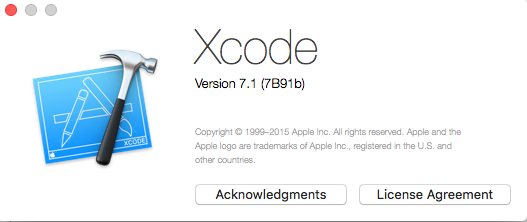 Xcode
Version 7.1 (7B91b)
Copyright © 1999–2015 Apple Inc. All rights reserved. Apple and the
Apple logo are trademarks of Apple Inc., registered in the U.S. and
other countries.
XCODE
Acknowledgments
License Agreement